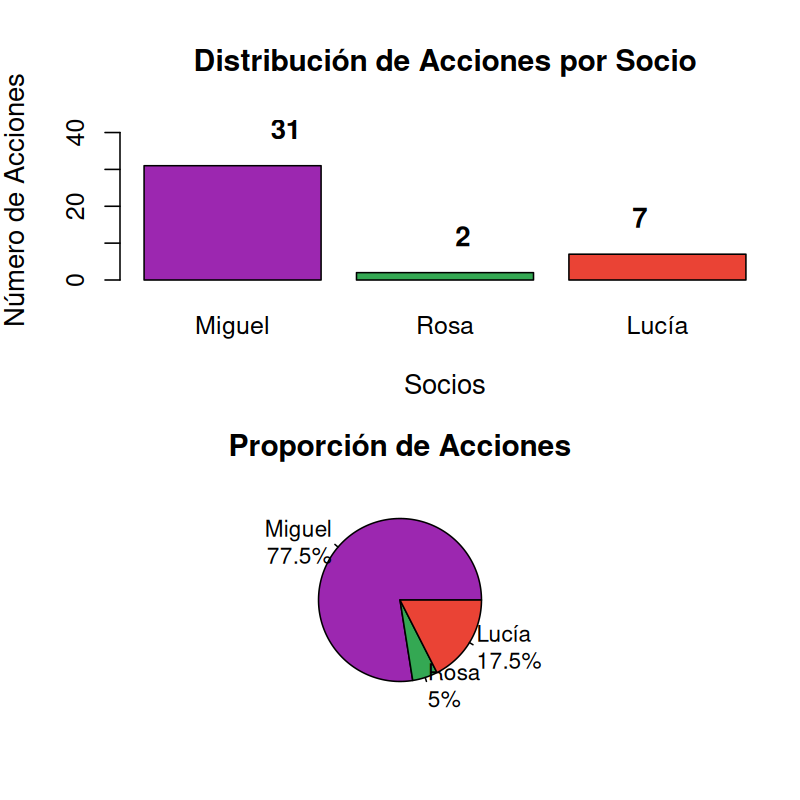 Distribución de Acciones por Socio
Número de Acciones
40
20
0
31
2
7
Miguel
Rosa
Lucía
Socios
Proporción de Acciones
Miguel
77.5%
Lucía
17.5%
Rosa
5%